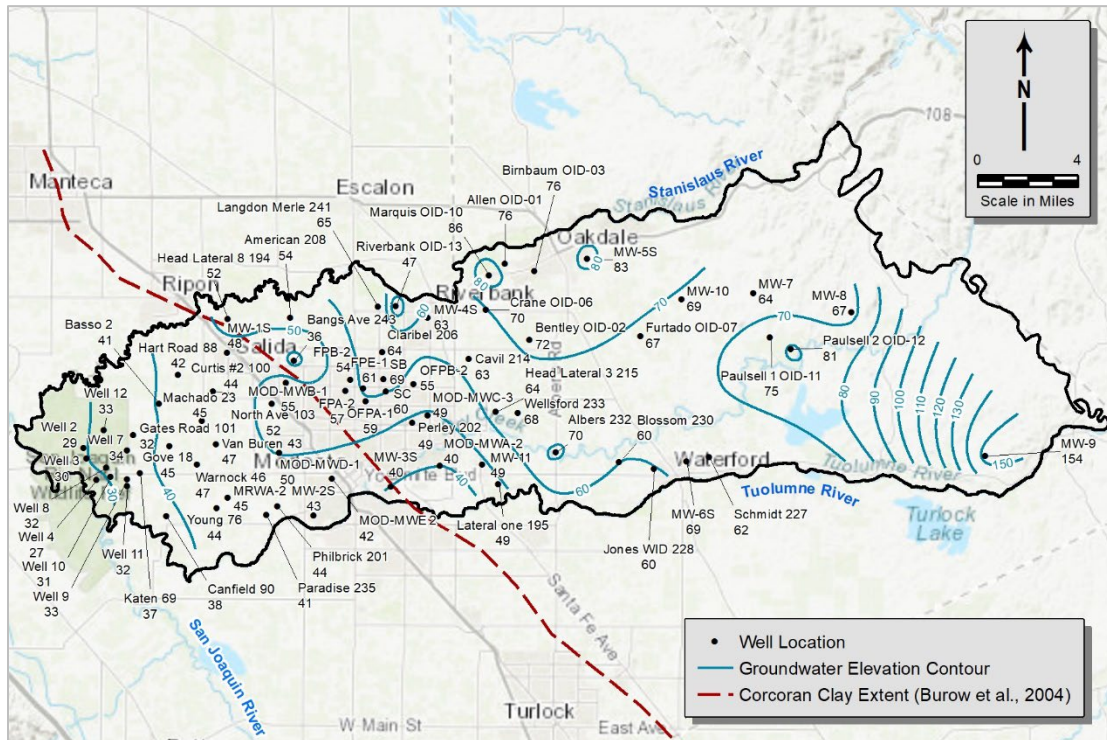 108
N
0 4
Scale in Miles
Manteca
Escalon
Birnbaum OID-03
76
Stanislaus River
Stanislaus River
Allen OID-01
76
Langdon Merle 241
65
Marquis OID-10
86
American 208
54
Riverbank OID-13
47
Oakdale
80
MW-5S
83
Head Lateral 8 194
52
Ripon
80
Riverbank
Crane OID-06
70
70
MW-10
69
MW-7
64
MW-8
67
Basso 2
41
MW-1S
48
50
Bangs Ave 243
60
MW-4S
63
Claribel 206
64
Bentley OID-02
72
Furtado OID-07
67
70
Paulsell 2 OID-12
81
Hart Road 88
42
Salida
36
FPB-2
54
FPE-1
61
SB
69
Cavil 214
63
Albers Rd
Paulsell 1 OID-11
75
Curtis #2 100
44
OFPB-2
55
Head Lateral 3 215
64
80
90
100
110
120
130
Machado 23
45
MOD-MWB-1
55
FPA-2
57
OFPA-1
59
SC
60
MOD-MWC-3
49
Wellsford 233
68
Well 12
33
North Ave 103
52
Perley 202
49
Creek
Albers 232
70
Blossom 230
60
Well 2
29
Well 7
34
Gates Road 101
32
Van Buren 43
47
MOD-MWA-2
40
Well 3
30
Gove 18
45
MOD-MWD-1
50
MW-3S
40
Yosemite Blvd
MW-11
49
60
Waterford
MW-9
154
150
Tuolumne River
Tuolumne River
40
30
Warnock 46
47
MRWA-2
45
MW-2S
43
MOD-MWE 2
42
Lateral one 195
49
MW-6S
69
Schmidt 227
62
Turlock
Lake
Well 8
32
Young 76
44
Well 4
27
Well 10
31
Well 9
33
Well 11
32
Philbrick 201
44
Jones WID 228
60
Katen 69
37
Canfield 90
38
Paradise 235
41
Santa Fe Ave
San Joaquin River
W Main St
Turlock
East Ave
Well Location
Groundwater Elevation Contour
Corcoran Clay Extent (Burow et al., 2004)